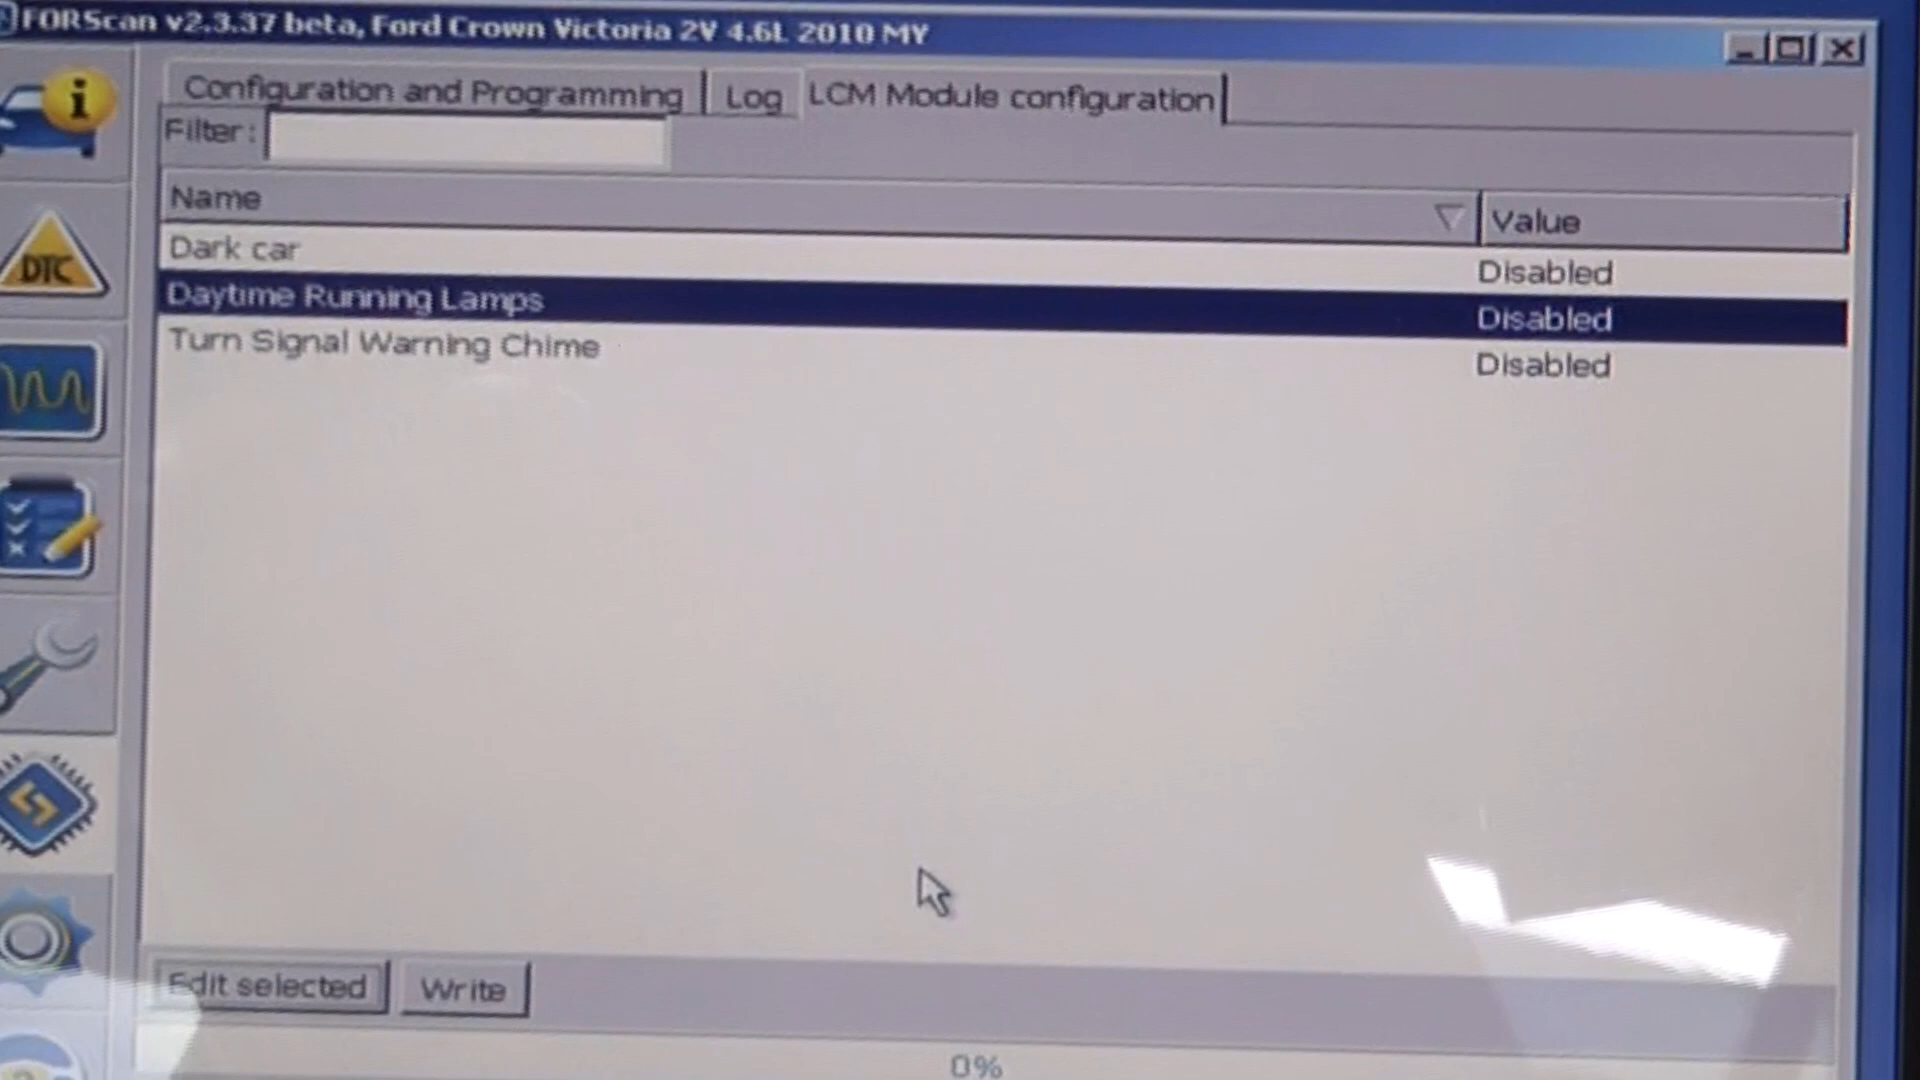 FORScan v2.3.37 beta, Ford Crown Victoria 2V 4.6L 2010 MY
Configuration and Programming Log LCM Module configuration
Filter:
Name Value
Dark car Disabled
Daytime Running Lamps Disabled
Turn Signal Warning Chime Disabled
i
DTC
Edit selected Write
0%